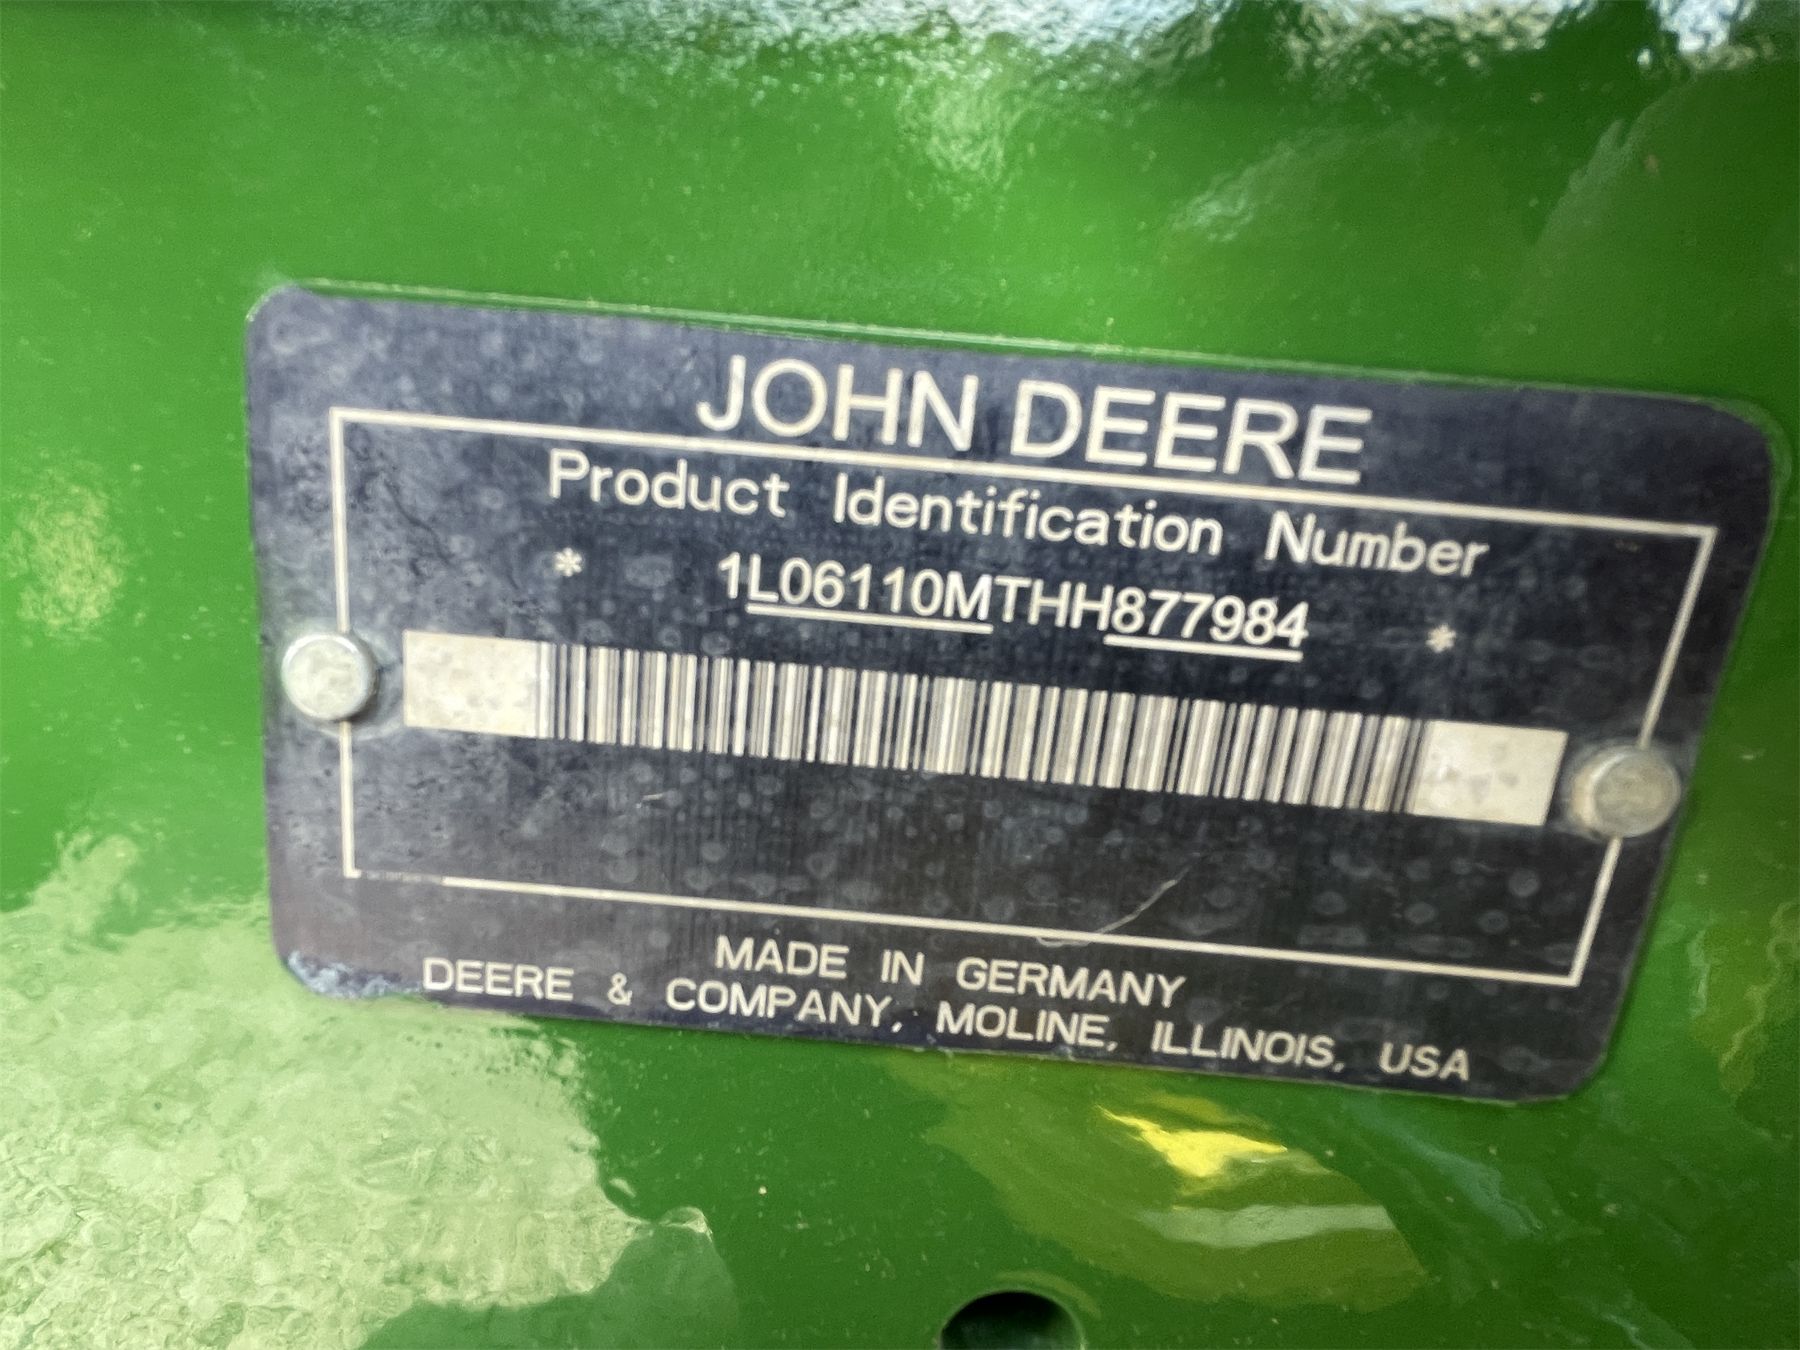 JOHN DEERE
Product Identification Number
* 1L06110MTHH877984 *
MADE IN GERMANY
DEERE & COMPANY, MOLINE, ILLINOIS, USA